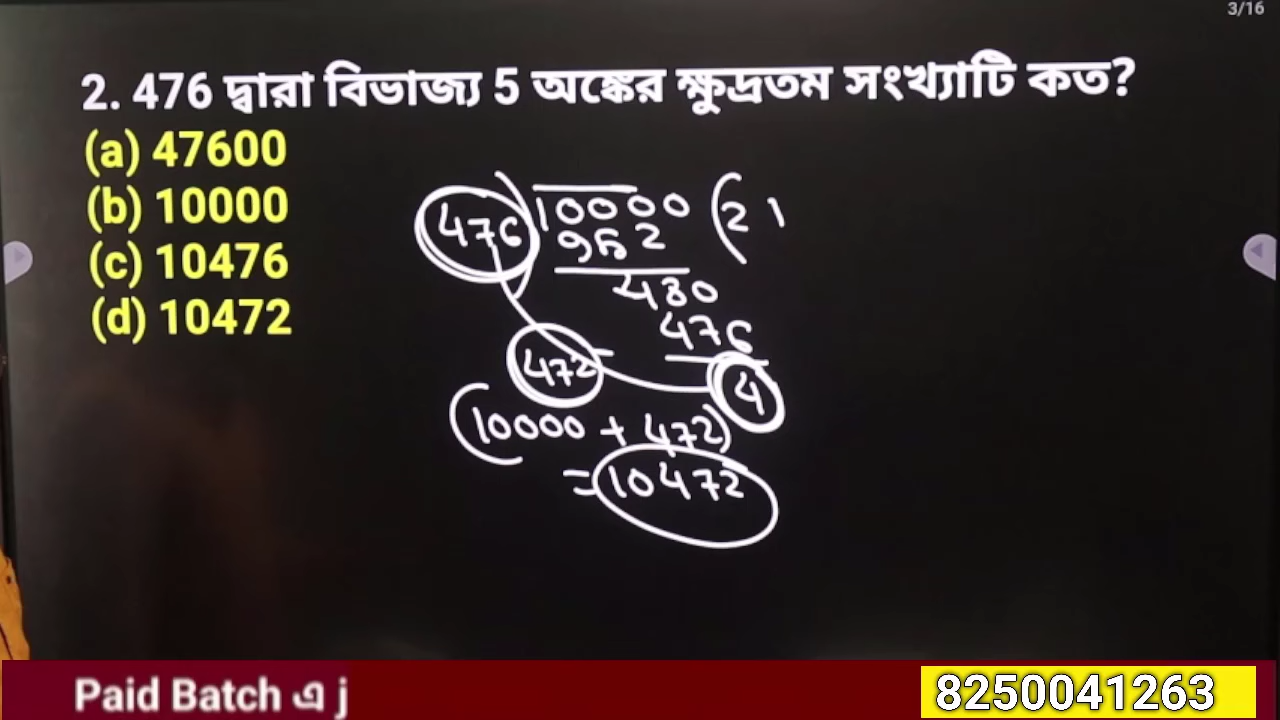 3/16
2. 476 দ্বারা বিভাজ্য 5 অঙ্কের ক্ষুদ্রতম সংখ্যাটি কত?
(a) 47600
(b) 10000
(c) 10476
(d) 10472
476 ) 10000 ( 21
952
480
476
4
472
(10000 + 472)
= 10472
Paid Batch এ j
8250041263